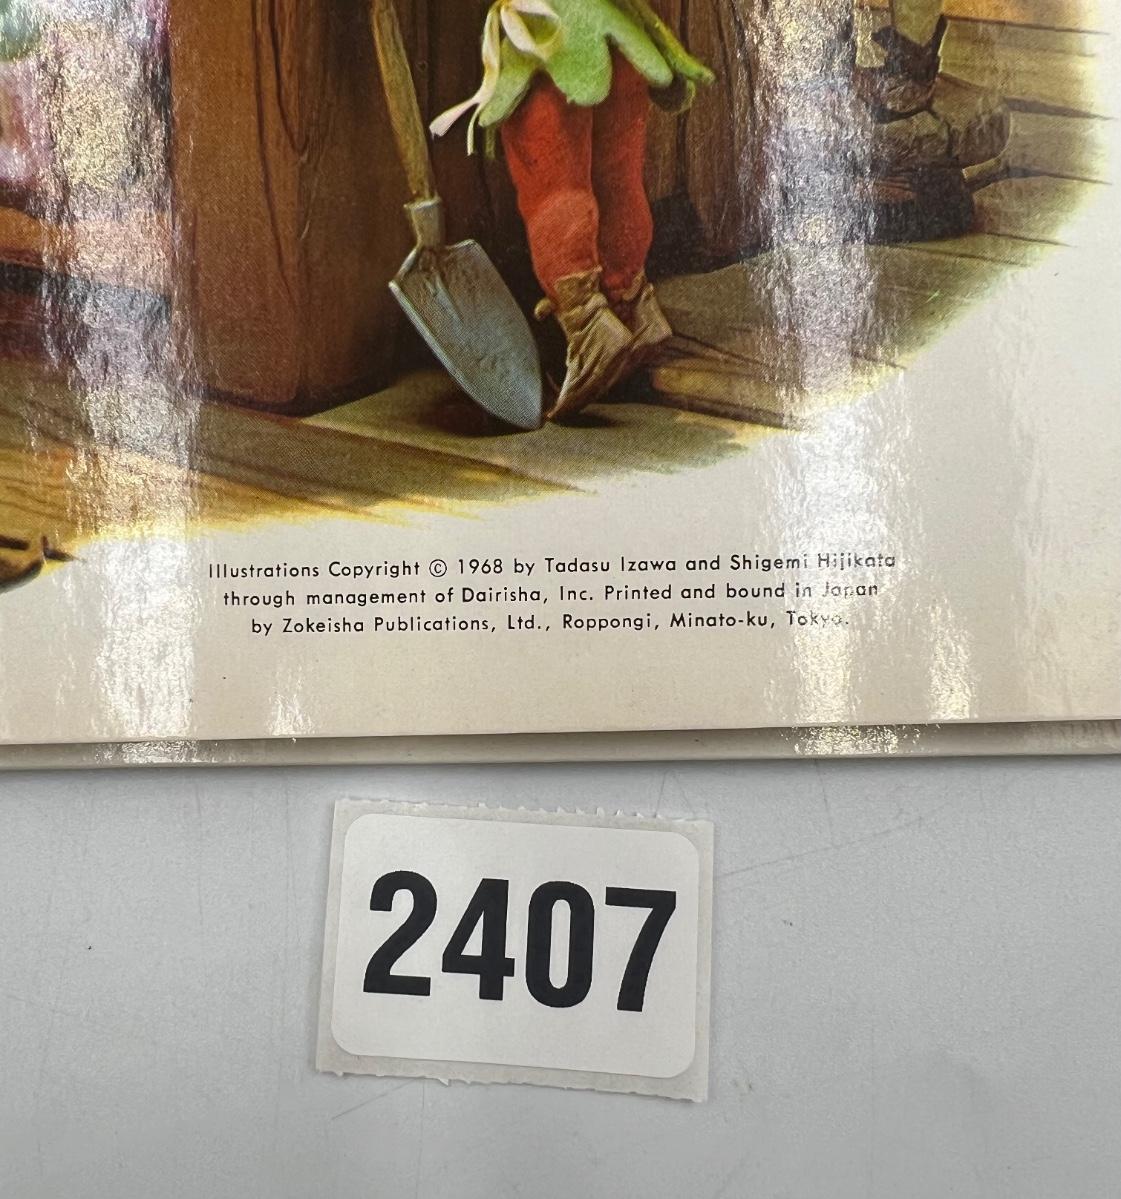 Illustrations Copyright © 1968 by Tadasu Izawa and Shigemi Hijikata
through management of Dairisha, Inc. Printed and bound in Japan
by Zokeisha Publications, Ltd., Roppongi, Minato-ku, Tokyo.
2407